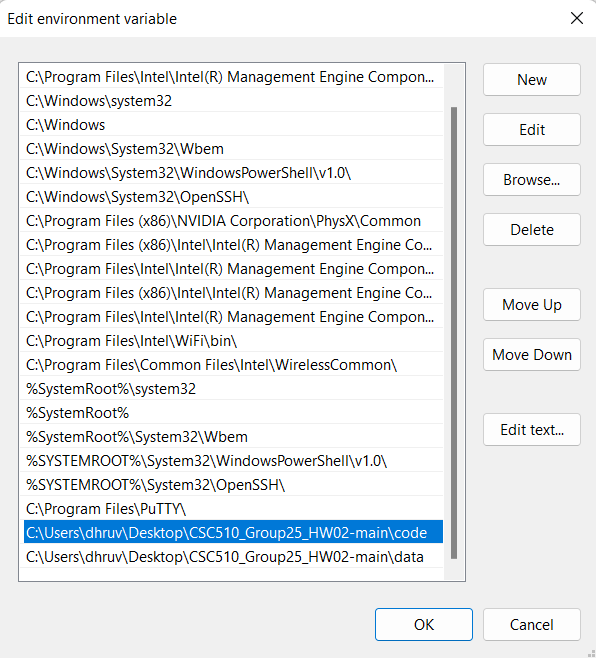 Edit environment variable
C:\Program Files\Intel\Intel(R) Management Engine Compon...
C:\Windows\system32
C:\Windows
C:\Windows\System32\Wbem
C:\Windows\System32\WindowsPowerShell\v1.0\
C:\Windows\System32\OpenSSH\
C:\Program Files (x86)\NVIDIA Corporation\PhysX\Common
C:\Program Files (x86)\Intel\Intel(R) Management Engine Co...
C:\Program Files\Intel\Intel(R) Management Engine Compon...
C:\Program Files (x86)\Intel\Intel(R) Management Engine Co...
C:\Program Files\Intel\Intel(R) Management Engine Compon...
C:\Program Files\Intel\WiFi\bin\
C:\Program Files\Common Files\Intel\WirelessCommon\
%SystemRoot%\system32
%SystemRoot%
%SystemRoot%\System32\Wbem
%SYSTEMROOT%\System32\WindowsPowerShell\v1.0\
%SYSTEMROOT%\System32\OpenSSH\
C:\Program Files\PuTTY\
C:\Users\dhruv\Desktop\CSC510_Group25_HW02-main\code
C:\Users\dhruv\Desktop\CSC510_Group25_HW02-main\data
New
Edit
Browse...
Delete
Move Up
Move Down
Edit text...
OK
Cancel